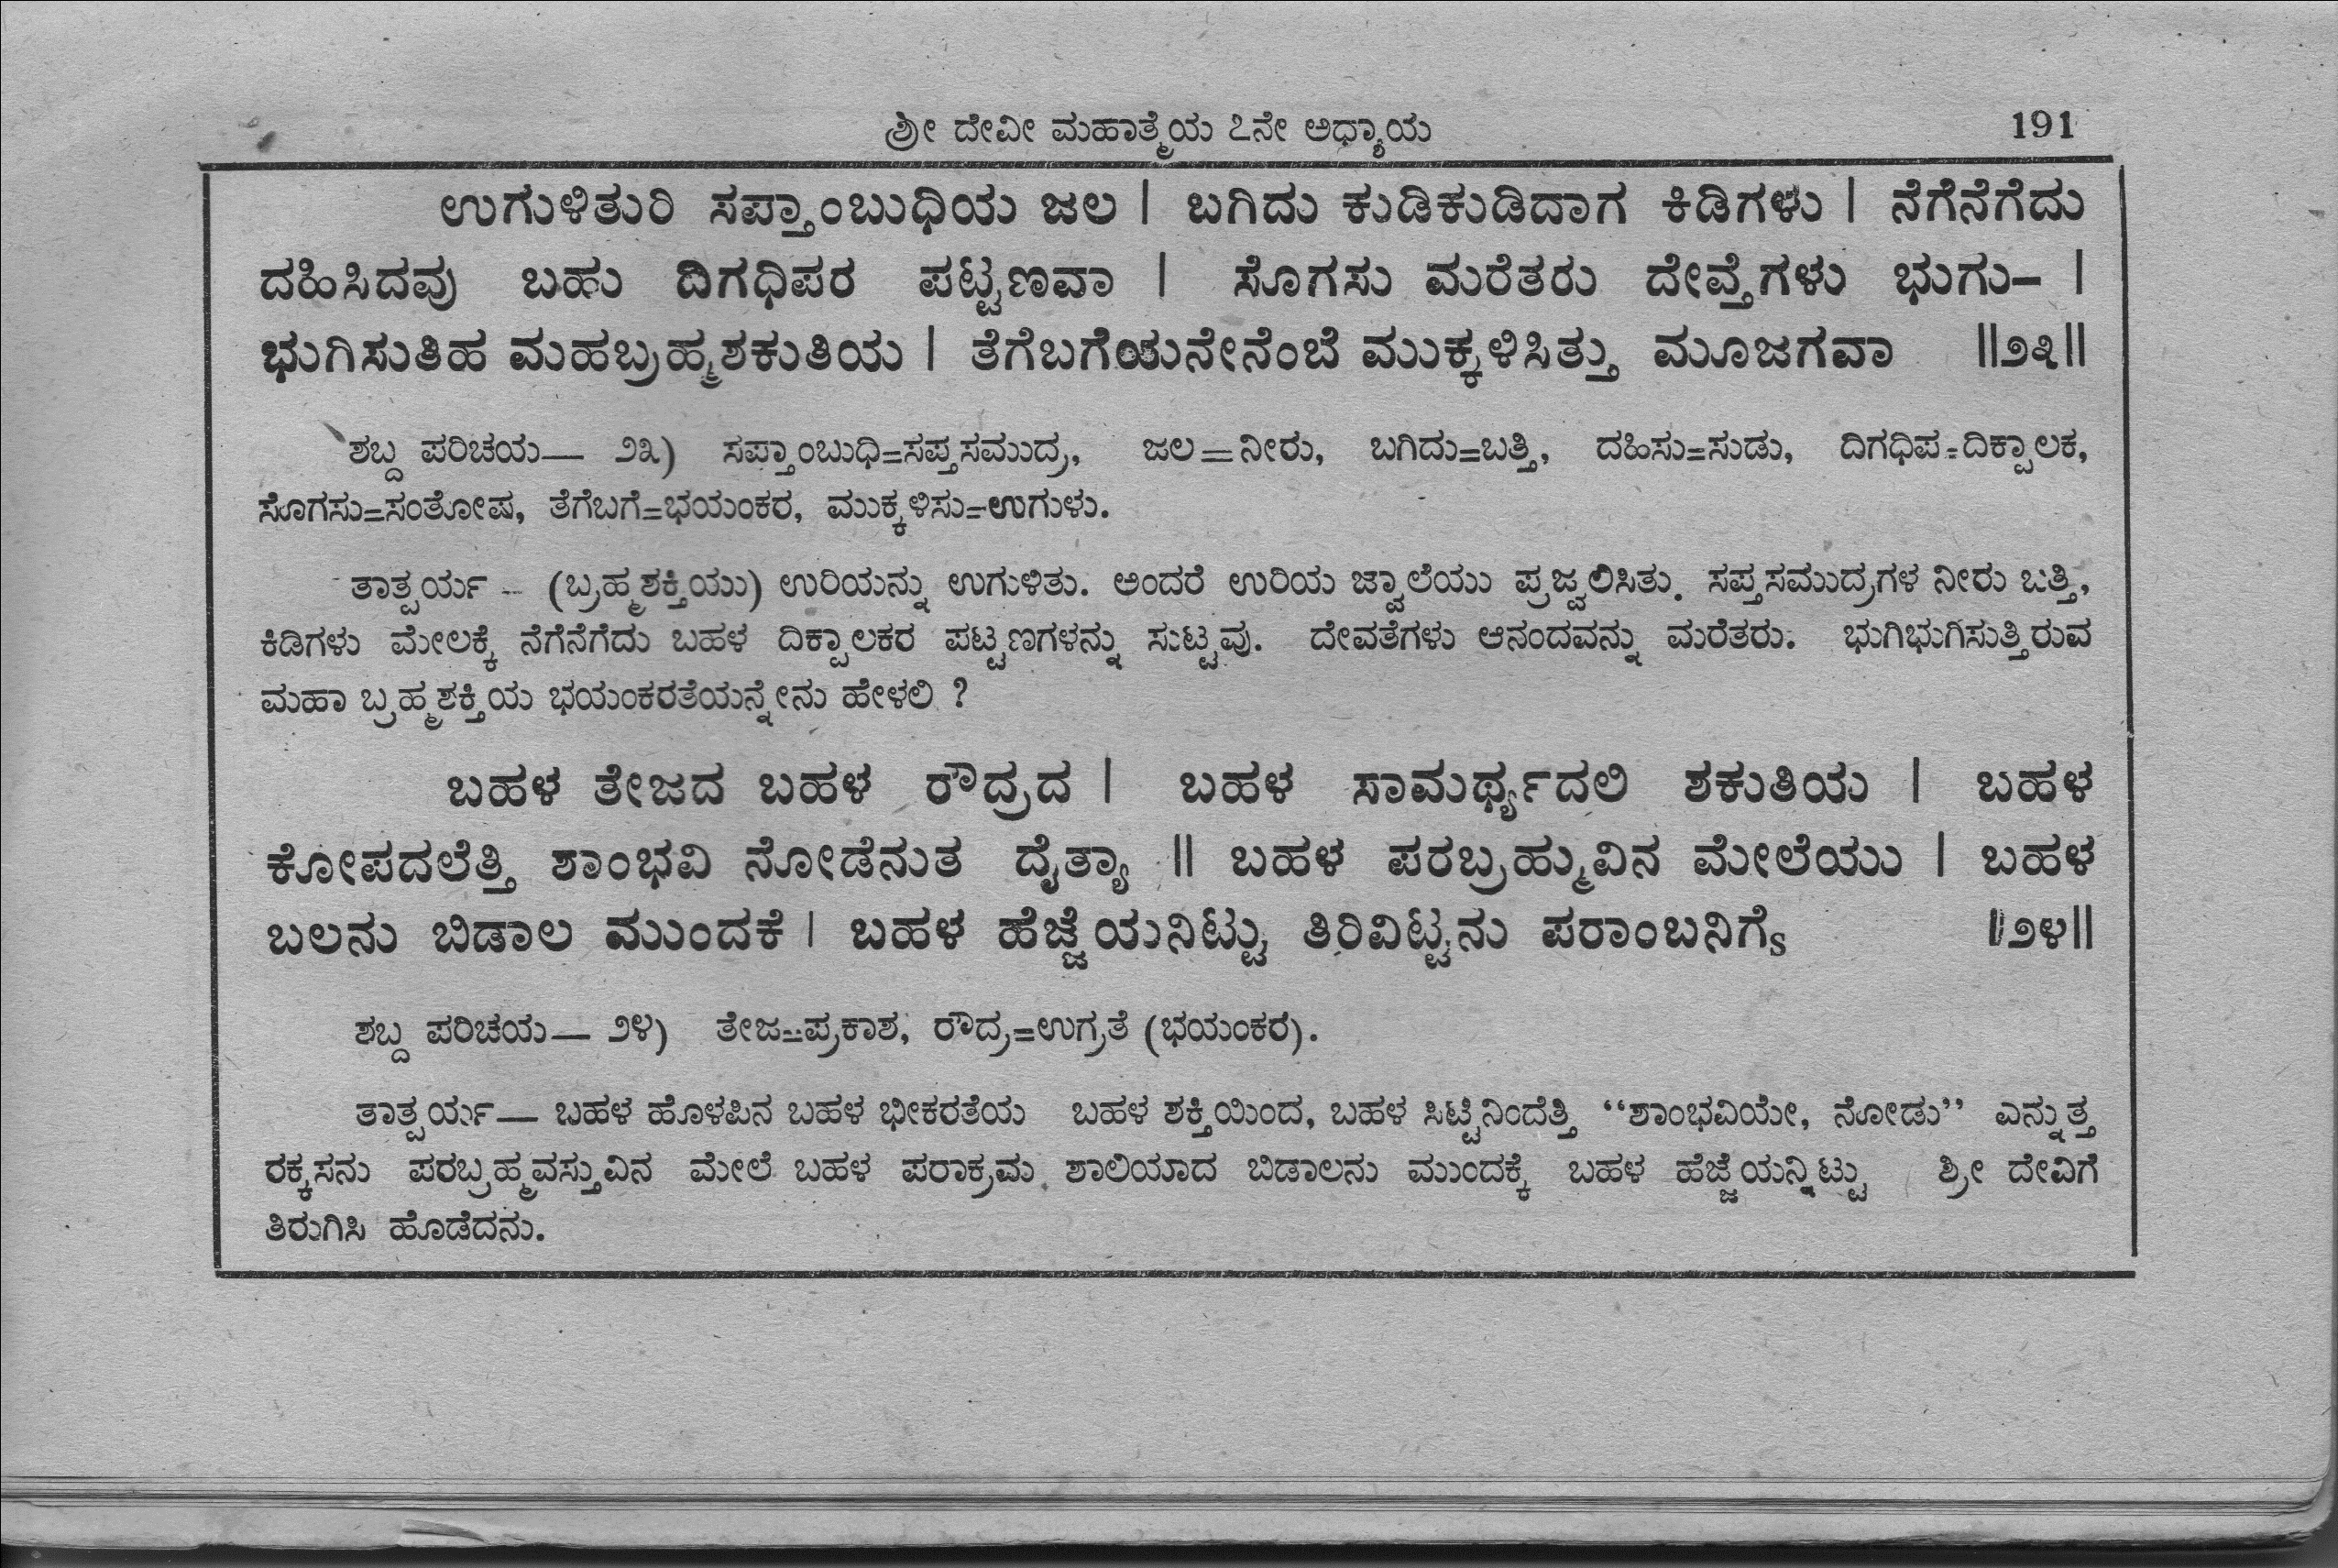 ಶ್ರೀ ದೇವೀ ಮಹಾತ್ಮೆಯ ೭ನೇ ಅಧ್ಯಾಯ 191
ಉಗುಳಿತುರಿ ಸಪ್ತಾಂಬುಧಿಯ ಜಲ | ಬಗಿದು ಕುಡಿಕುಡಿದಾಗ ಕಿಡಿಗಳು | ನೆಗೆನೆಗೆದು
ದಹಿಸಿದವು ಬಹು ದಿಗಧಿಪರ ಪಟ್ಟಣವಾ | ಸೊಗಸು ಮರೆತರು ದೇವ್ತೆಗಳು ಭುಗು– |
ಭುಗಿಸುತಿಹ ಮಹಬ್ರಹ್ಮಶಕುತಿಯ | ತೆಗೆಬಗೆಯನೇನೆಂಬೆ ಮುಕ್ಕಳಿಸಿತ್ತು ಮೂಜಗವಾ ||೨೩||
ಶಬ್ದ ಪರಿಚಯ— ೨೩) ಸಪ್ತಾಂಬುಧಿ=ಸಪ್ತಸಮುದ್ರ, ಜಲ=ನೀರು, ಬಗಿದು=ಬತ್ತಿ, ದಹಿಸು=ಸುಡು, ದಿಗಧಿಪ=ದಿಕ್ಪಾಲಕ,
ಸೊಗಸು=ಸಂತೋಷ, ತೆಗೆಬಗೆ=ಭಯಂಕರ, ಮುಕ್ಕಳಿಸು=ಉಗುಳು.
ತಾತ್ಪರ್ಯ – (ಬ್ರಹ್ಮಶಕ್ತಿಯು) ಉರಿಯನ್ನು ಉಗುಳಿತು. ಅಂದರೆ ಉರಿಯ ಜ್ವಾಲೆಯು ಪ್ರಜ್ವಲಿಸಿತು. ಸಪ್ತಸಮುದ್ರಗಳ ನೀರು ಬತ್ತಿ,
ಕಿಡಿಗಳು ಮೇಲಕ್ಕೆ ನೆಗೆನೆಗೆದು ಬಹಳ ದಿಕ್ಪಾಲಕರ ಪಟ್ಟಣಗಳನ್ನು ಸುಟ್ಟವು. ದೇವತೆಗಳು ಆನಂದವನ್ನು ಮರೆತರು. ಭುಗಿಭುಗಿಸುತ್ತಿರುವ
ಮಹಾ ಬ್ರಹ್ಮಶಕ್ತಿಯ ಭಯಂಕರತೆಯನ್ನೇನು ಹೇಳಲಿ ?
ಬಹಳ ತೇಜದ ಬಹಳ ರೌದ್ರದ | ಬಹಳ ಸಾಮರ್ಥ್ಯದಲಿ ಶಕುತಿಯ | ಬಹಳ
ಕೋಪದಲೆತ್ತಿ ಶಾಂಭವಿ ನೋಡೆನುತ ದೈತ್ಯಾ || ಬಹಳ ಪರಬ್ರಹ್ಮುವಿನ ಮೇಲೆಯು | ಬಹಳ
ಬಲನು ಬಿಡಾಲ ಮುಂದಕೆ | ಬಹಳ ಹೆಜ್ಜೆಯನಿಟ್ಟು ತಿರಿವಿಟ್ಟನು ಪರಾಂಬನಿಗೆs ||೨೪||
ಶಬ್ದ ಪರಿಚಯ— ೨೪) ತೇಜ=ಪ್ರಕಾಶ, ರೌದ್ರ=ಉಗ್ರತೆ (ಭಯಂಕರ).
ತಾತ್ಪರ್ಯ— ಬಹಳ ಹೊಳಪಿನ ಬಹಳ ಭೀಕರತೆಯ ಬಹಳ ಶಕ್ತಿಯಿಂದ, ಬಹಳ ಸಿಟ್ಟಿನಿಂದೆತ್ತಿ “ಶಾಂಭವಿಯೇ, ನೋಡು” ಎನ್ನುತ್ತ
ರಕ್ಕಸನು ಪರಬ್ರಹ್ಮವಸ್ತುವಿನ ಮೇಲೆ ಬಹಳ ಪರಾಕ್ರಮ ಶಾಲಿಯಾದ ಬಿಡಾಲನು ಮುಂದಕ್ಕೆ ಬಹಳ ಹೆಜ್ಜೆಯನ್ನಿಟ್ಟು ಶ್ರೀ ದೇವಿಗೆ
ತಿರುಗಿಸಿ ಹೊಡೆದನು.